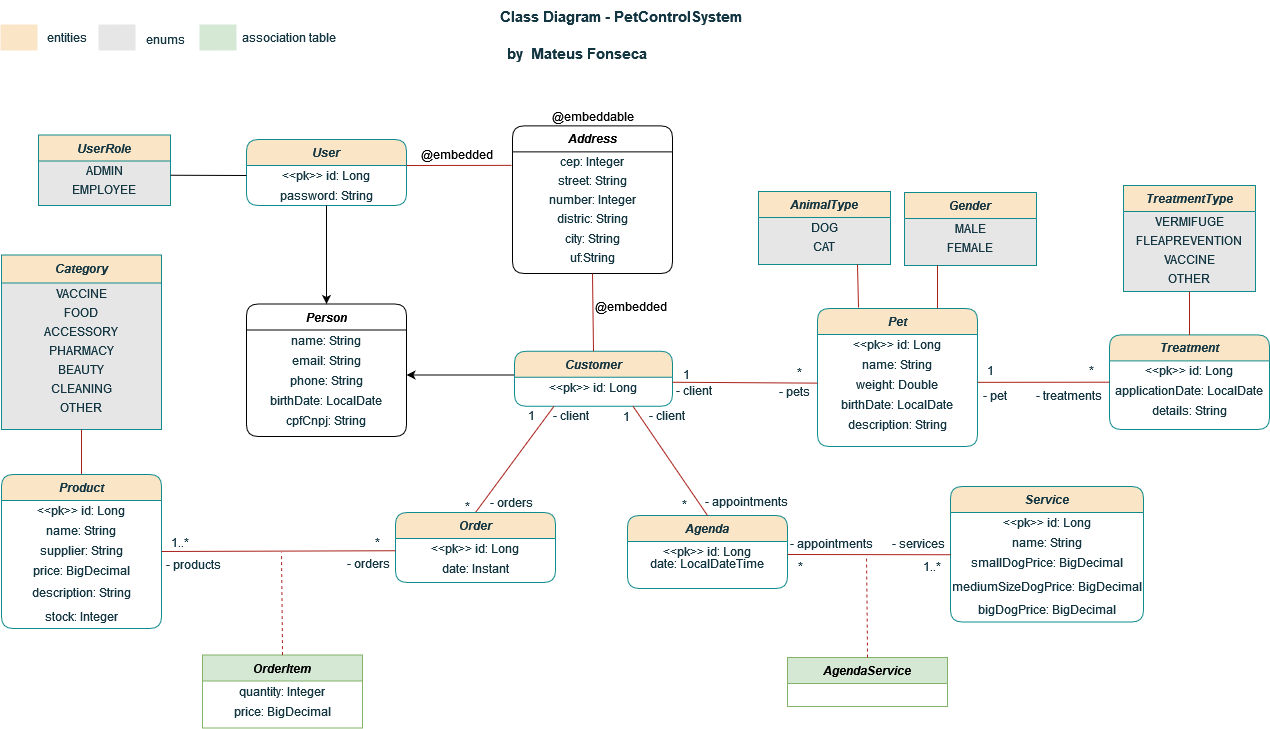 Class Diagram - PetControlSystem
by Mateus Fonseca
entities
enums
association table
UserRole
ADMIN
EMPLOYEE
User
<<pk>> id: Long
password: String
@embedded
@embeddable
Address
cep: Integer
street: String
number: Integer
distric: String
city: String
uf:String
@embedded
AnimalType
DOG
CAT
Gender
MALE
FEMALE
TreatmentType
VERMIFUGE
FLEAPREVENTION
VACCINE
OTHER
Category
VACCINE
FOOD
ACCESSORY
PHARMACY
BEAUTY
CLEANING
OTHER
Person
name: String
email: String
phone: String
birthDate: LocalDate
cpfCnpj: String
Customer
<<pk>> id: Long
1
- client
*
- pets
Pet
<<pk>> id: Long
name: String
weight: Double
birthDate: LocalDate
description: String
1
- pet
*
- treatments
Treatment
<<pk>> id: Long
applicationDate: LocalDate
details: String
1 - client
1 - client
* - orders
* - appointments
Product
<<pk>> id: Long
name: String
supplier: String
price: BigDecimal
description: String
stock: Integer
1..*
- products
*
- orders
Order
<<pk>> id: Long
date: Instant
Agenda
<<pk>> id: Long
date: LocalDateTime
- appointments
*
- services
1..*
Service
<<pk>> id: Long
name: String
smallDogPrice: BigDecimal
mediumSizeDogPrice: BigDecimal
bigDogPrice: BigDecimal
OrderItem
quantity: Integer
price: BigDecimal
AgendaService